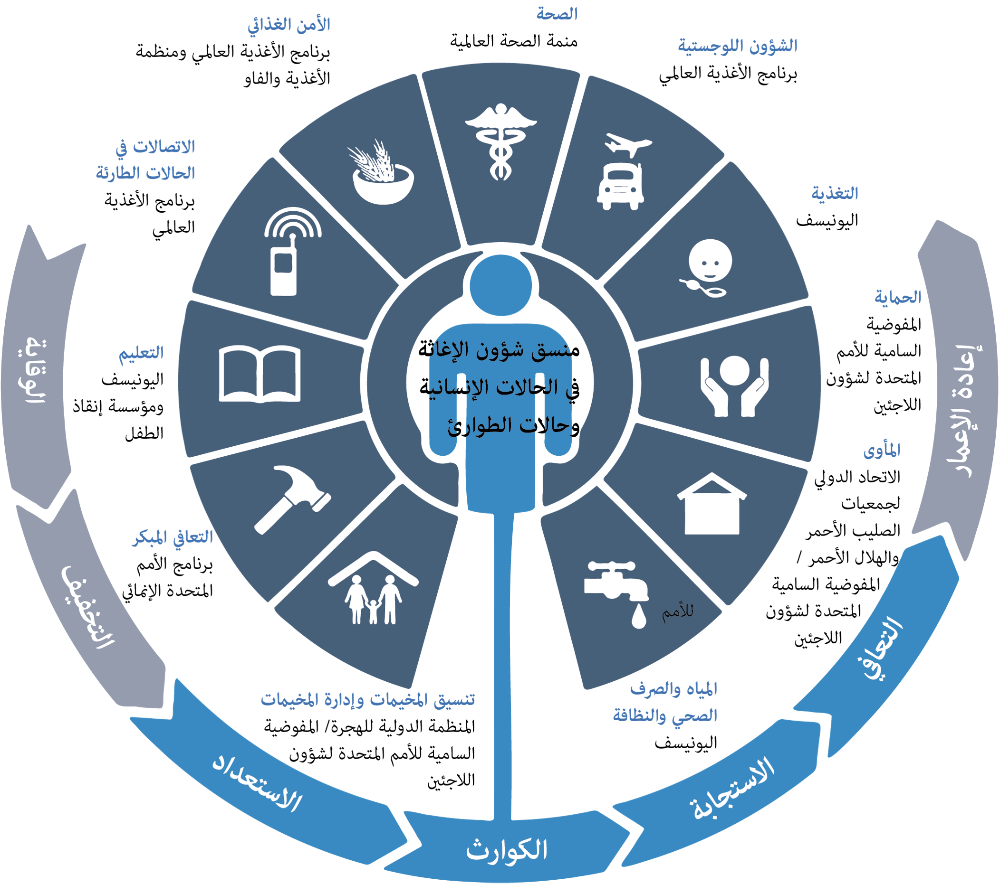 الصحة
منمة الصحة العالمية
الشؤون اللوجستية
برنامج الأغذية العالمي
التغذية
اليونيسف
الحماية
المفوضية
السامية للأمم
المتحدة لشؤون
اللاجئين
المأوى
الاتحاد الدولي
لجمعيات
الصليب الأحمر
والهلال الأحمر /
المفوضية السامية
للأمم
المتحدة لشؤون
اللاجئين
المياه والصرف
الصحي والنظافة
اليونيسف
تنسيق المخيمات وإدارة المخيمات
المنظمة الدولية للهجرة/ المفوضية
السامية للأمم المتحدة لشؤون
اللاجئين
التعافي المبكر
برنامج الأمم
المتحدة الإنمائي
التعليم
اليونيسف
ومؤسسة إنقاذ
الطفل
الاتصالات في
الحالات الطارئة
برنامج الأغذية
العالمي
الأمن الغذائي
برنامج الأغذية العالمي ومنظمة
الأغذية والفاو
منسق شؤون الإغاثة
في الحالات الإنسانية
وحالات الطوارئ
إعادة الإعمار
التعافي
الاستجابة
الكوارث
الاستعداد
التخفيف
الوقاية